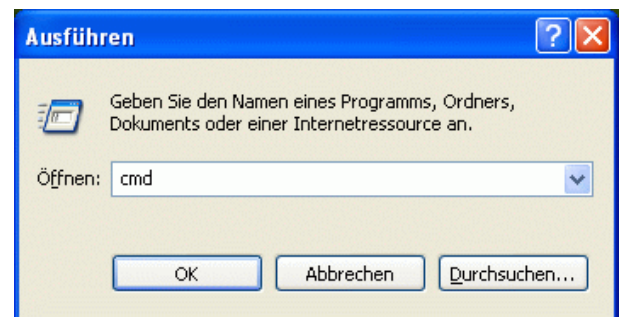 Ausführen
Geben Sie den Namen eines Programms, Ordners,
Dokuments oder einer Internetressource an.
Öffnen: cmd
OK Abbrechen Durchsuchen...